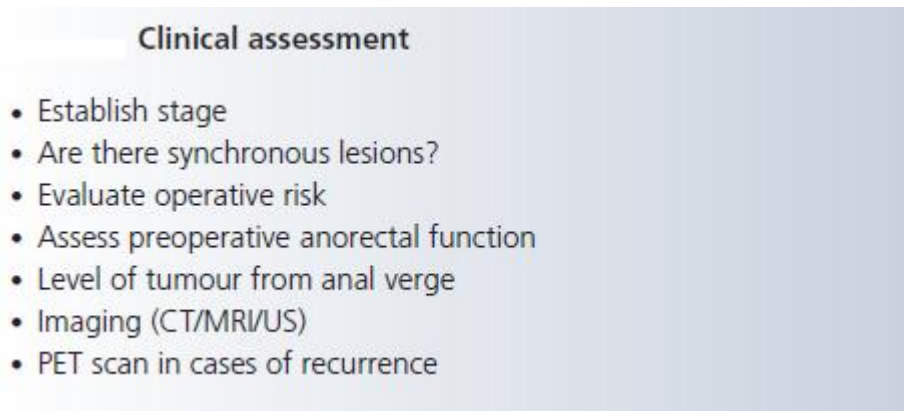 Clinical assessment
• Establish stage
• Are there synchronous lesions?
• Evaluate operative risk
• Assess preoperative anorectal function
• Level of tumour from anal verge
• Imaging (CT/MRI/US)
• PET scan in cases of recurrence